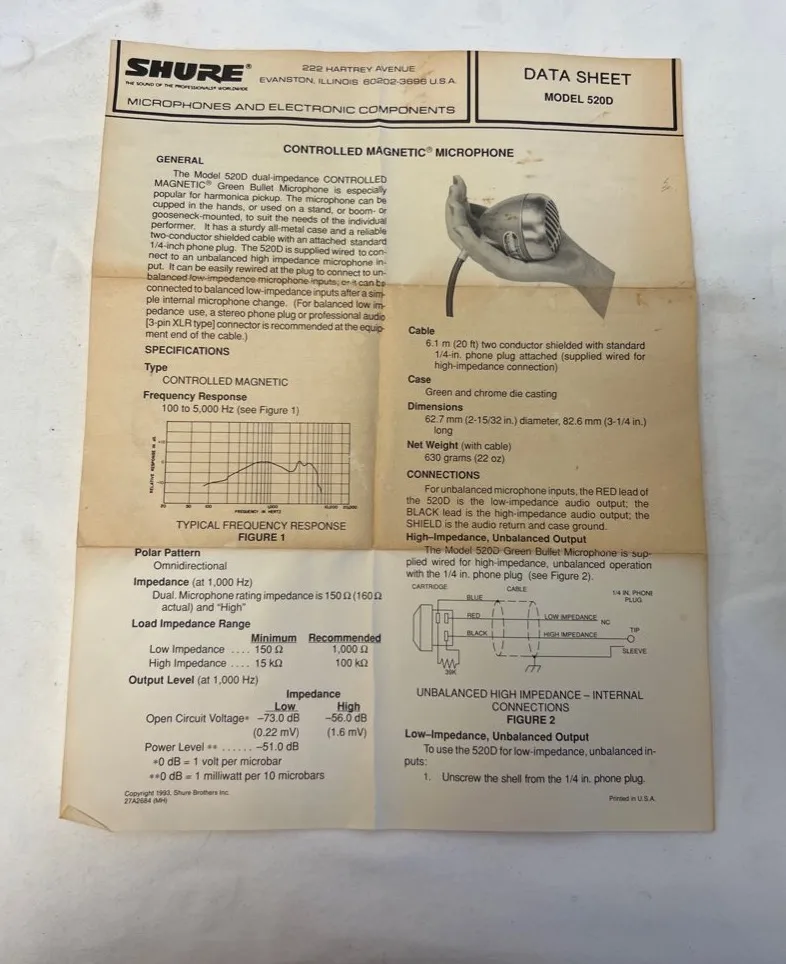 SHURE®
THE SOUND OF THE PROFESSIONALS® WORLDWIDE
222 HARTREY AVENUE
EVANSTON, ILLINOIS 60202-3696 U.S.A.
MICROPHONES AND ELECTRONIC COMPONENTS
DATA SHEET
MODEL 520D
CONTROLLED MAGNETIC® MICROPHONE
GENERAL
The Model 520D dual-impedance CONTROLLED
MAGNETIC® Green Bullet Microphone is especially
popular for harmonica pickup. The microphone can be
cupped in the hands, or used on a stand, or boom- or
gooseneck-mounted, to suit the needs of the individual
performer. It has a sturdy all-metal case and a reliable
two-conductor shielded cable with an attached standard
1/4-inch phone plug. The 520D is supplied wired to con-
nect to an unbalanced high impedance microphone in-
put. It can be easily rewired at the plug to connect to un-
balanced low-impedance microphone inputs, or it can be
connected to balanced low-impedance inputs after a sim-
ple internal microphone change. (For balanced low im-
pedance use, a stereo phone plug or professional audio
[3-pin XLR type] connector is recommended at the equip-
ment end of the cable.)
SPECIFICATIONS
Type
CONTROLLED MAGNETIC
Frequency Response
100 to 5,000 Hz (see Figure 1)
RELATIVE RESPONSE IN dB
+10
0
-10
20 50 100 1,000 10,000 20,000
FREQUENCY IN HERTZ
TYPICAL FREQUENCY RESPONSE
FIGURE 1
Polar Pattern
Omnidirectional
Impedance (at 1,000 Hz)
Dual. Microphone rating impedance is 150 Ω (160 Ω
actual) and "High"
Load Impedance Range
Minimum Recommended
Low Impedance .... 150 Ω 1,000 Ω
High Impedance .... 15 kΩ 100 kΩ
Output Level (at 1,000 Hz)
Impedance
Low High
Open Circuit Voltage* –73.0 dB –56.0 dB
(0.22 mV) (1.6 mV)
Power Level ** ...... –51.0 dB
*0 dB = 1 volt per microbar
**0 dB = 1 milliwatt per 10 microbars
Copyright 1993, Shure Brothers Inc.
27A2684 (MH)
Cable
6.1 m (20 ft) two conductor shielded with standard
1/4-in. phone plug attached (supplied wired for
high-impedance connection)
Case
Green and chrome die casting
Dimensions
62.7 mm (2-15/32 in.) diameter, 82.6 mm (3-1/4 in.)
long
Net Weight (with cable)
630 grams (22 oz)
CONNECTIONS
For unbalanced microphone inputs, the RED lead of
the 520D is the low-impedance audio output; the
BLACK lead is the high-impedance audio output; the
SHIELD is the audio return and case ground.
High–Impedance, Unbalanced Output
The Model 520D Green Bullet Microphone is sup-
plied wired for high-impedance, unbalanced operation
with the 1/4 in. phone plug (see Figure 2).
CARTRIDGE
CABLE
1/4 IN. PHONE
PLUG
BLUE
RED
LOW IMPEDANCE
NC
BLACK
HIGH IMPEDANCE
TIP
SLEEVE
39K
UNBALANCED HIGH IMPEDANCE – INTERNAL
CONNECTIONS
FIGURE 2
Low–Impedance, Unbalanced Output
To use the 520D for low-impedance, unbalanced in-
puts:
1. Unscrew the shell from the 1/4 in. phone plug.
Printed in U.S.A.